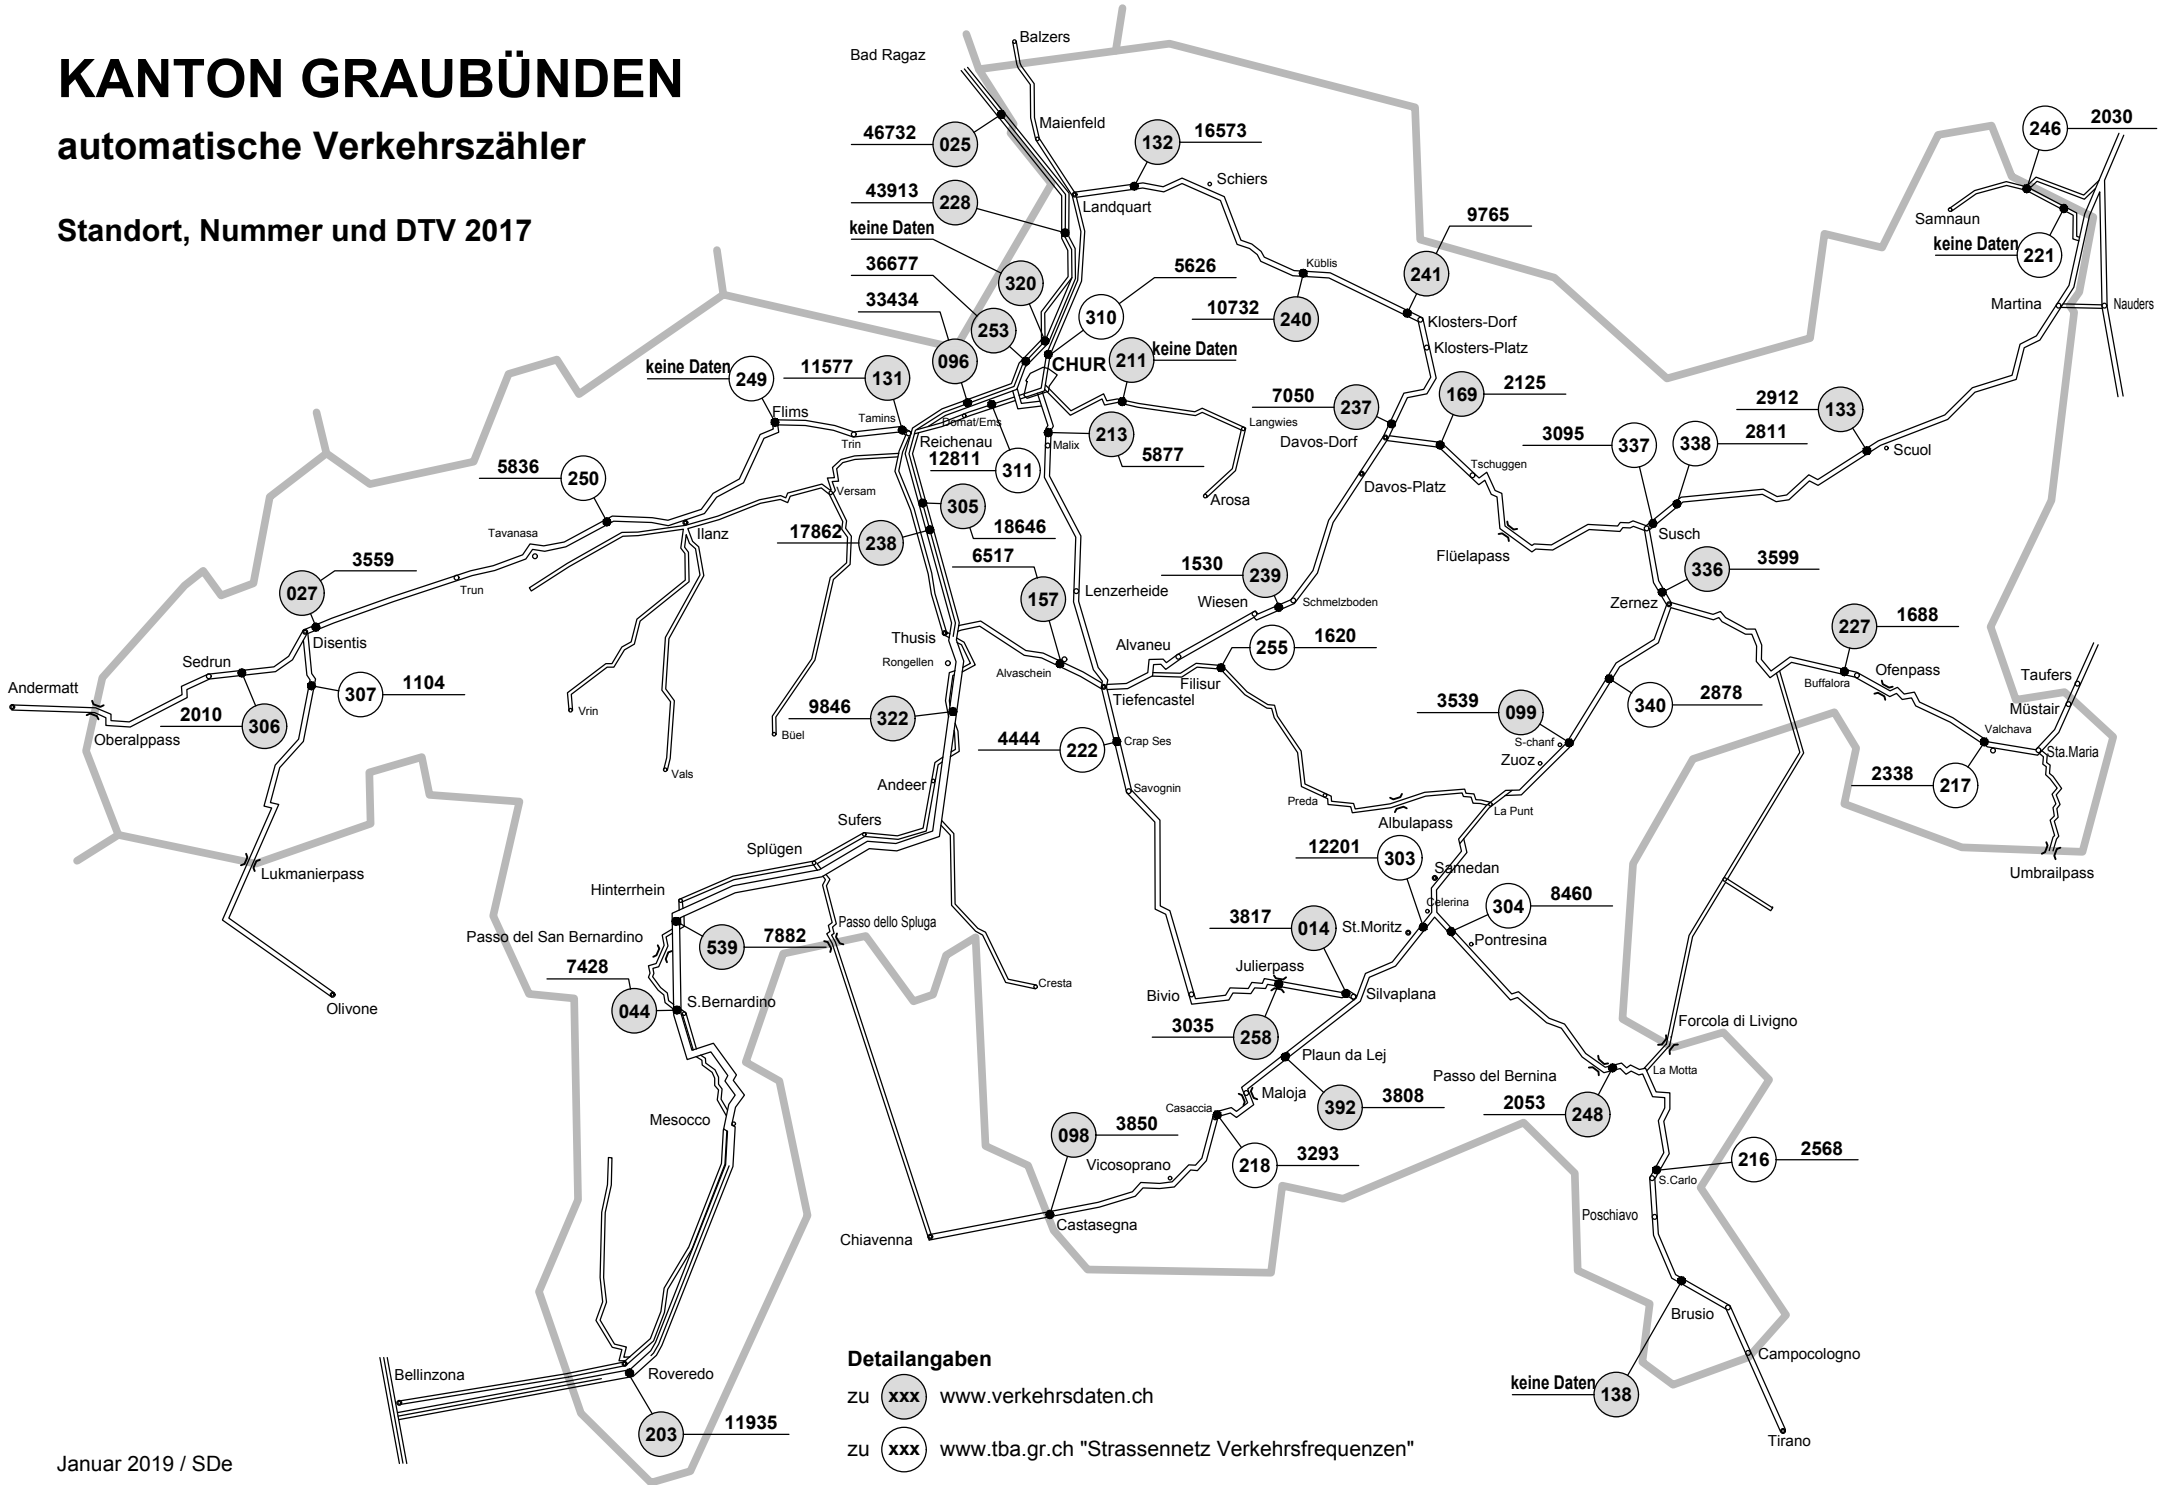 KANTON GRAUBÜNDEN
automatische Verkehrszähler
Standort, Nummer und DTV 2017
Bad Ragaz
Balzers
Maienfeld
46732
025
132
16573
Schiers
Landquart
43913
228
keine Daten
320
36677
253
33434
096
310
5626
CHUR
211
keine Daten
Küblis
10732
240
241
9765
Klosters-Dorf
Klosters-Platz
246
2030
Samnaun
keine Daten
221
Martina
Nauders
keine Daten
249
11577
131
Flims
Tamins
Trin
Domat/Ems
Reichenau
12811
311
Malix
213
5877
Langwies
Arosa
7050
237
Davos-Dorf
169
2125
Tschuggen
Davos-Platz
Flüelapass
3095
337
338
2811
2912
133
Scuol
Susch
5836
250
Tavanasa
Ilanz
Versam
305
18646
17862
238
6517
157
Lenzerheide
1530
239
Wiesen
Schmelzboden
Alvaneu
255
1620
Filisur
336
3599
Zernez
227
1688
Buffalora
Ofenpass
Taufers
Müstair
Valchava
Sta.Maria
2338
217
Umbrailpass
3559
027
Trun
Disentis
Sedrun
Andermatt
Oberalppass
2010
306
307
1104
Vrin
Vals
Büel
Thusis
Rongellen
Alvaschein
Tiefencastel
9846
322
4444
222
Crap Ses
Savognin
Andeer
Sufers
Splügen
Hinterrhein
Lukmanierpass
Olivone
3539
099
S-chanf
Zuoz
340
2878
Preda
Albulapass
La Punt
12201
303
Samedan
Celerina
304
8460
Pontresina
3817
014
St.Moritz
Julierpass
Bivio
Silvaplana
3035
258
Passo del San Bernardino
539
7882
Passo dello Spluga
7428
044
S.Bernardino
Cresta
Plaun da Lej
Maloja
392
3808
Casaccia
218
3293
098
3850
Vicosoprano
Castasegna
Chiavenna
Mesocco
Forcola di Livigno
La Motta
Passo del Bernina
2053
248
216
2568
S.Carlo
Poschiavo
Brusio
Campocologno
keine Daten
138
Tirano
Bellinzona
Roveredo
203
11935
Detailangaben
zu xxx www.verkehrsdaten.ch
zu xxx www.tba.gr.ch "Strassennetz Verkehrsfrequenzen"
Januar 2019 / SDe